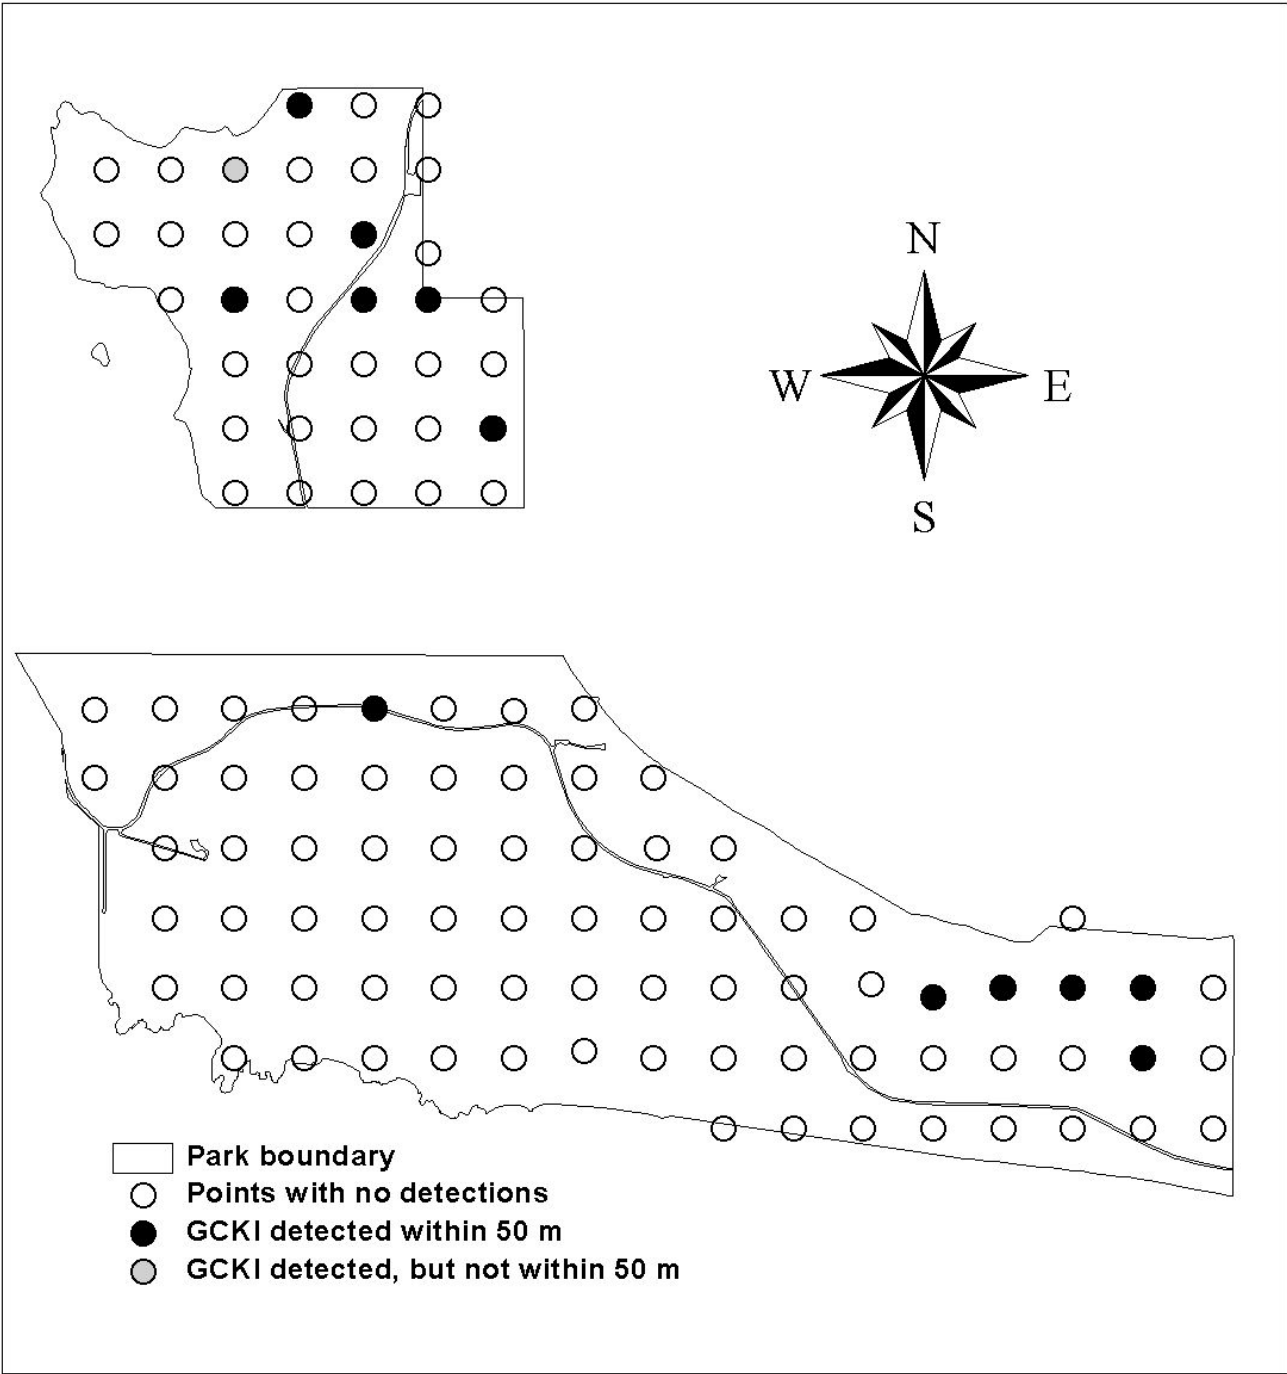 N
W E
S
Park boundary
Points with no detections
GCKI detected within 50 m
GCKI detected, but not within 50 m